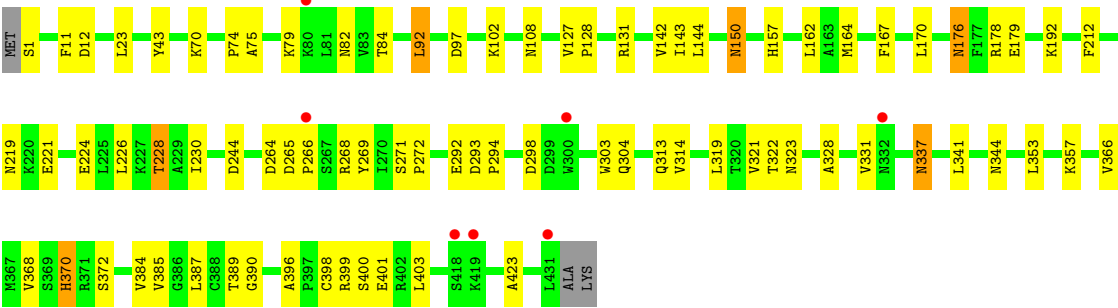 MET S1 F11 D12 L23 Y43 K70 P74 A75 K79 K80 L81 N82 V83 T84 L92 D97 K102 N108 V127 P128 R131 V142 I143 L144 N150 H157 L162 A163 M164 F167 L170 N176 F177 R178 E179 K192 F212
N219 K220 E221 E224 L225 L226 K227 T228 A229 I230 D244 D264 D265 P266 S267 R268 Y269 I270 S271 P272 E292 D293 P294 D298 D299 W300 W303 Q304 Q313 V314 L319 T320 V321 T322 N323 A328 V331 N332 N337 L341 N344 L353 K357 V366
M367 V368 S369 H370 R371 S372 V384 V385 G386 L387 C388 T389 G390 A396 P397 C398 R399 S400 E401 R402 L403 S418 K419 A423 L431 ALA LYS